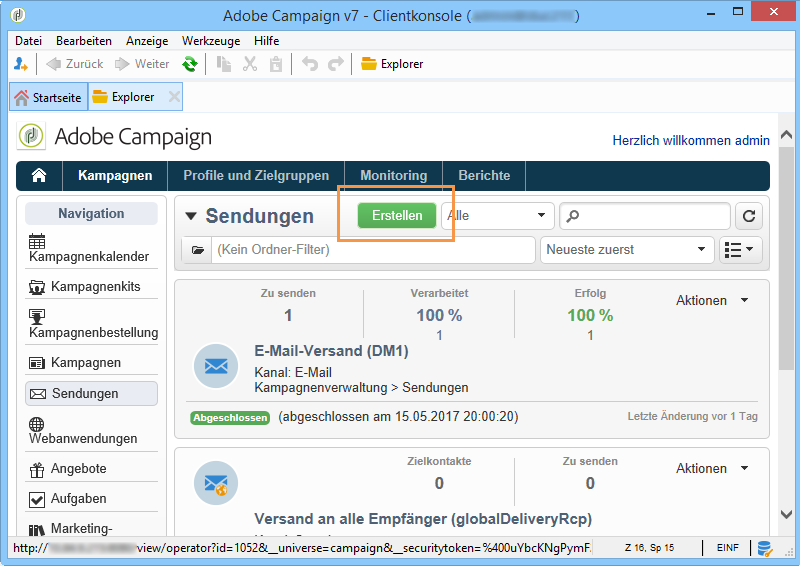 Adobe Campaign v7 - Clientkonsole (
)
Datei Bearbeiten Anzeige Werkzeuge Hilfe
Zurück Weiter Explorer
Startseite Explorer
Adobe Campaign
Herzlich willkommen admin
Kampagnen Profile und Zielgruppen Monitoring Berichte
Navigation
Kampagnenkalender
Kampagnenkits
Kampagnenbestellung
Kampagnen
Sendungen
Webanwendungen
Angebote
Aufgaben
Marketing-
Sendungen Erstellen Alle
(Kein Ordner-Filter) Neueste zuerst
Zu senden Verarbeitet Erfolg
1 100 % 100 % Aktionen
1 1
E-Mail-Versand (DM1)
Kanal: E-Mail
Kampagnenverwaltung > Sendungen
Abgeschlossen (abgeschlossen am 15.05.2017 20:00:20) Letzte Änderung vor 1 Tag
Zielkontakte Zu senden
0 0 Aktionen
Versand an alle Empfänger (globalDeliveryRcp)
http://
view/operator?id=1052&__universe=campaign&__securitytoken=%400uYbcKNgPymF. Z 16, Sp 15 EINF